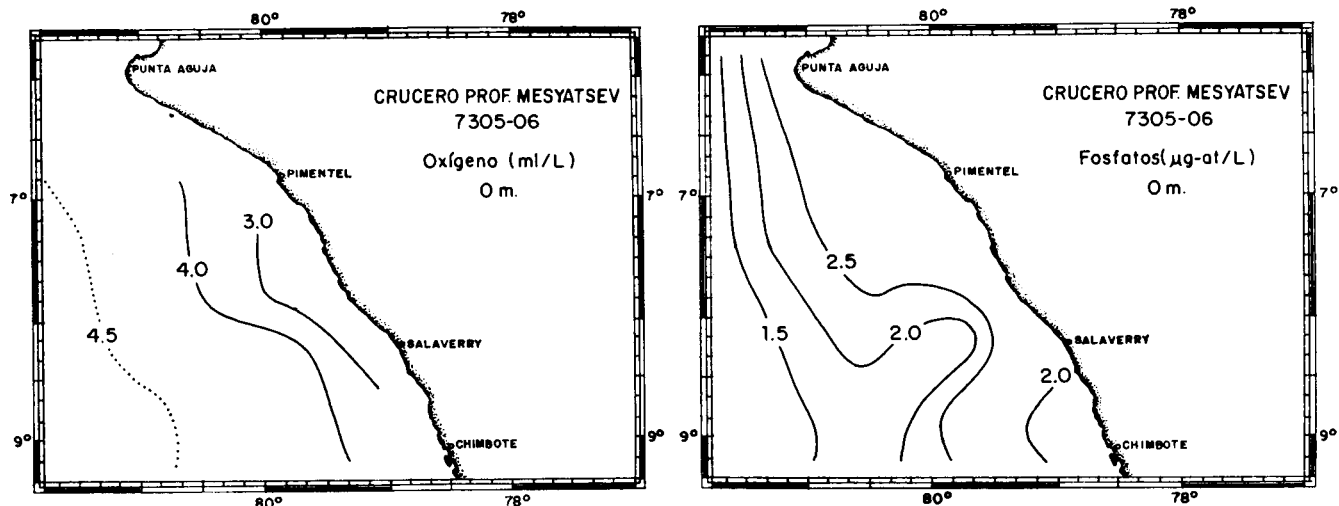 80° 78°
PUNTA AGUJA
CRUCERO PROF. MESYATSEV
7305-06
Oxígeno (ml/L)
0 m.
PIMENTEL
7° 7°
3.0
4.0
4.5
SALAVERRY
9° 9°
CHIMBOTE
80° 78°
80° 78°
PUNTA AGUJA
CRUCERO PROF. MESYATSEV
7305-06
Fosfatos(µg-at/L)
0 m.
PIMENTEL
7°
2.5
1.5
2.0
SALAVERRY
2.0
9°
CHIMBOTE
80° 78°